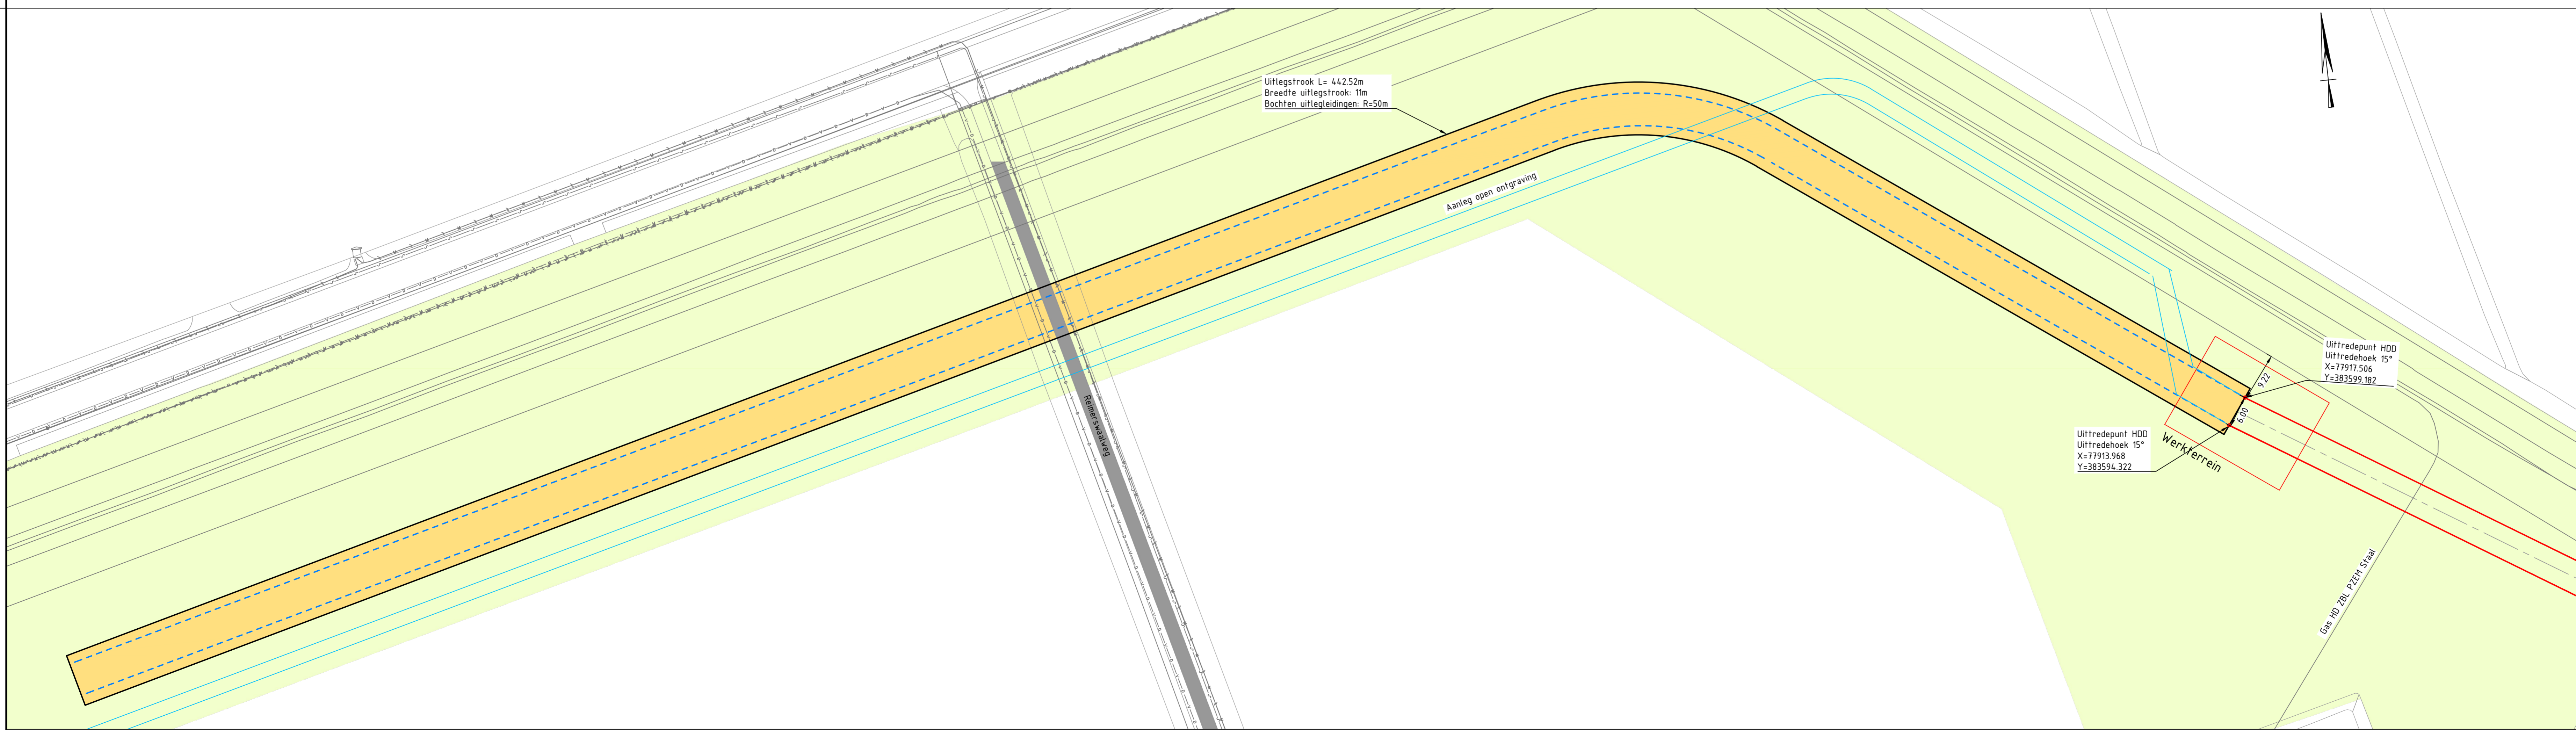 Uitlegstrook L= 442.52m
Breedte uitlegstrook: 11m
Bochten uitlegleidingen: R=50m
Aanleg open ontgraving
Reimerswaalweg
Uittredepunt HDD
Uittredehoek 15°
X=77917.506
Y=383599.182
9.22
6.00
Uittredepunt HDD
Uittredehoek 15°
X=77913.968
Y=383594.322
Werkterrein
Gas HD ZBL PZEM Staal